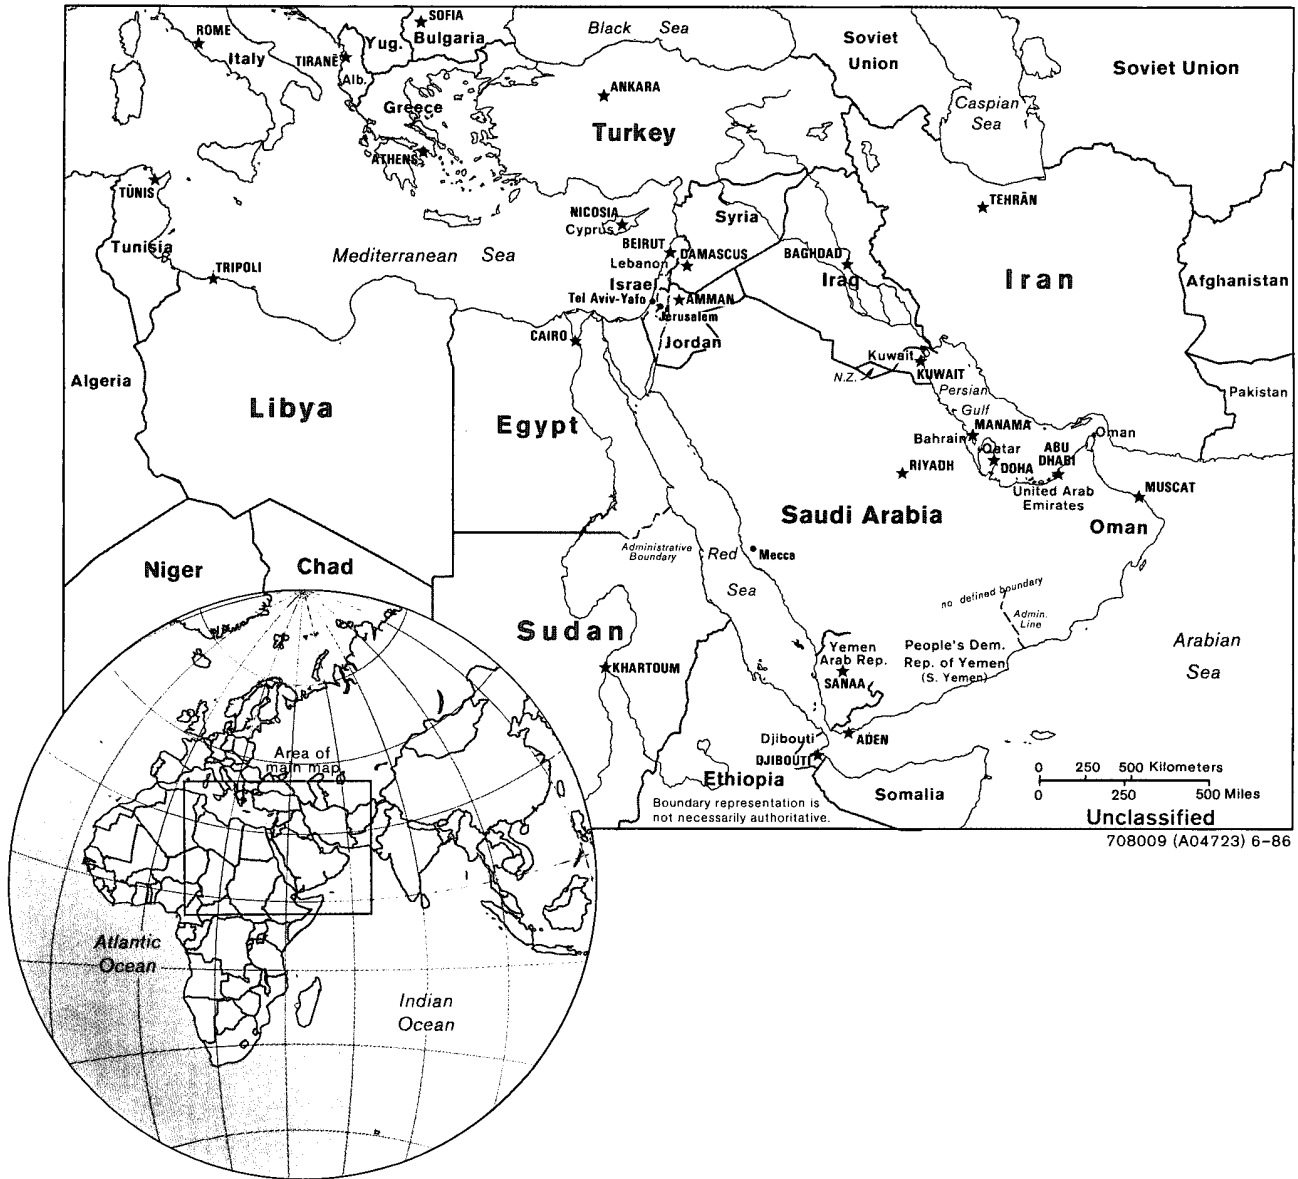 ROME
Italy
SOFIA
Bulgaria
Yug.
TIRANË
Alb.
Greece
ATHENS
Black Sea
ANKARA
Turkey
Soviet
Union
Caspian
Sea
Soviet Union
TŪNIS
Tunisia
TRIPOLI
Mediterranean Sea
NICOSIA
Cyprus
BEIRUT
Lebanon
Syria
DAMASCUS
Israel
Tel Aviv-Yafo
AMMAN
Jerusalem
Jordan
BAGHDAD
Iraq
TEHRĀN
Iran
Afghanistan
Pakistan
Algeria
Libya
CAIRO
Egypt
Kuwait
KUWAIT
N.Z.
Persian
Gulf
MANAMA
Bahrain
Qatar
DOHA
ABU
DHABI
Oman
United Arab
Emirates
RIYADH
MUSCAT
Saudi Arabia
Oman
Niger
Chad
Administrative
Boundary
Red
Sea
Mecca
no defined boundary
Admin.
Line
Arabian
Sea
Sudan
KHARTOUM
Yemen
Arab Rep.
SANAA
People's Dem.
Rep. of Yemen
(S. Yemen)
Djibouti
DJIBOUTI
ADEN
Ethiopia
Somalia
Boundary representation is
not necessarily authoritative.
0 250 500 Kilometers
0 250 500 Miles
Unclassified
708009 (A04723) 6-86
Area of
main map
Atlantic
Ocean
Indian
Ocean